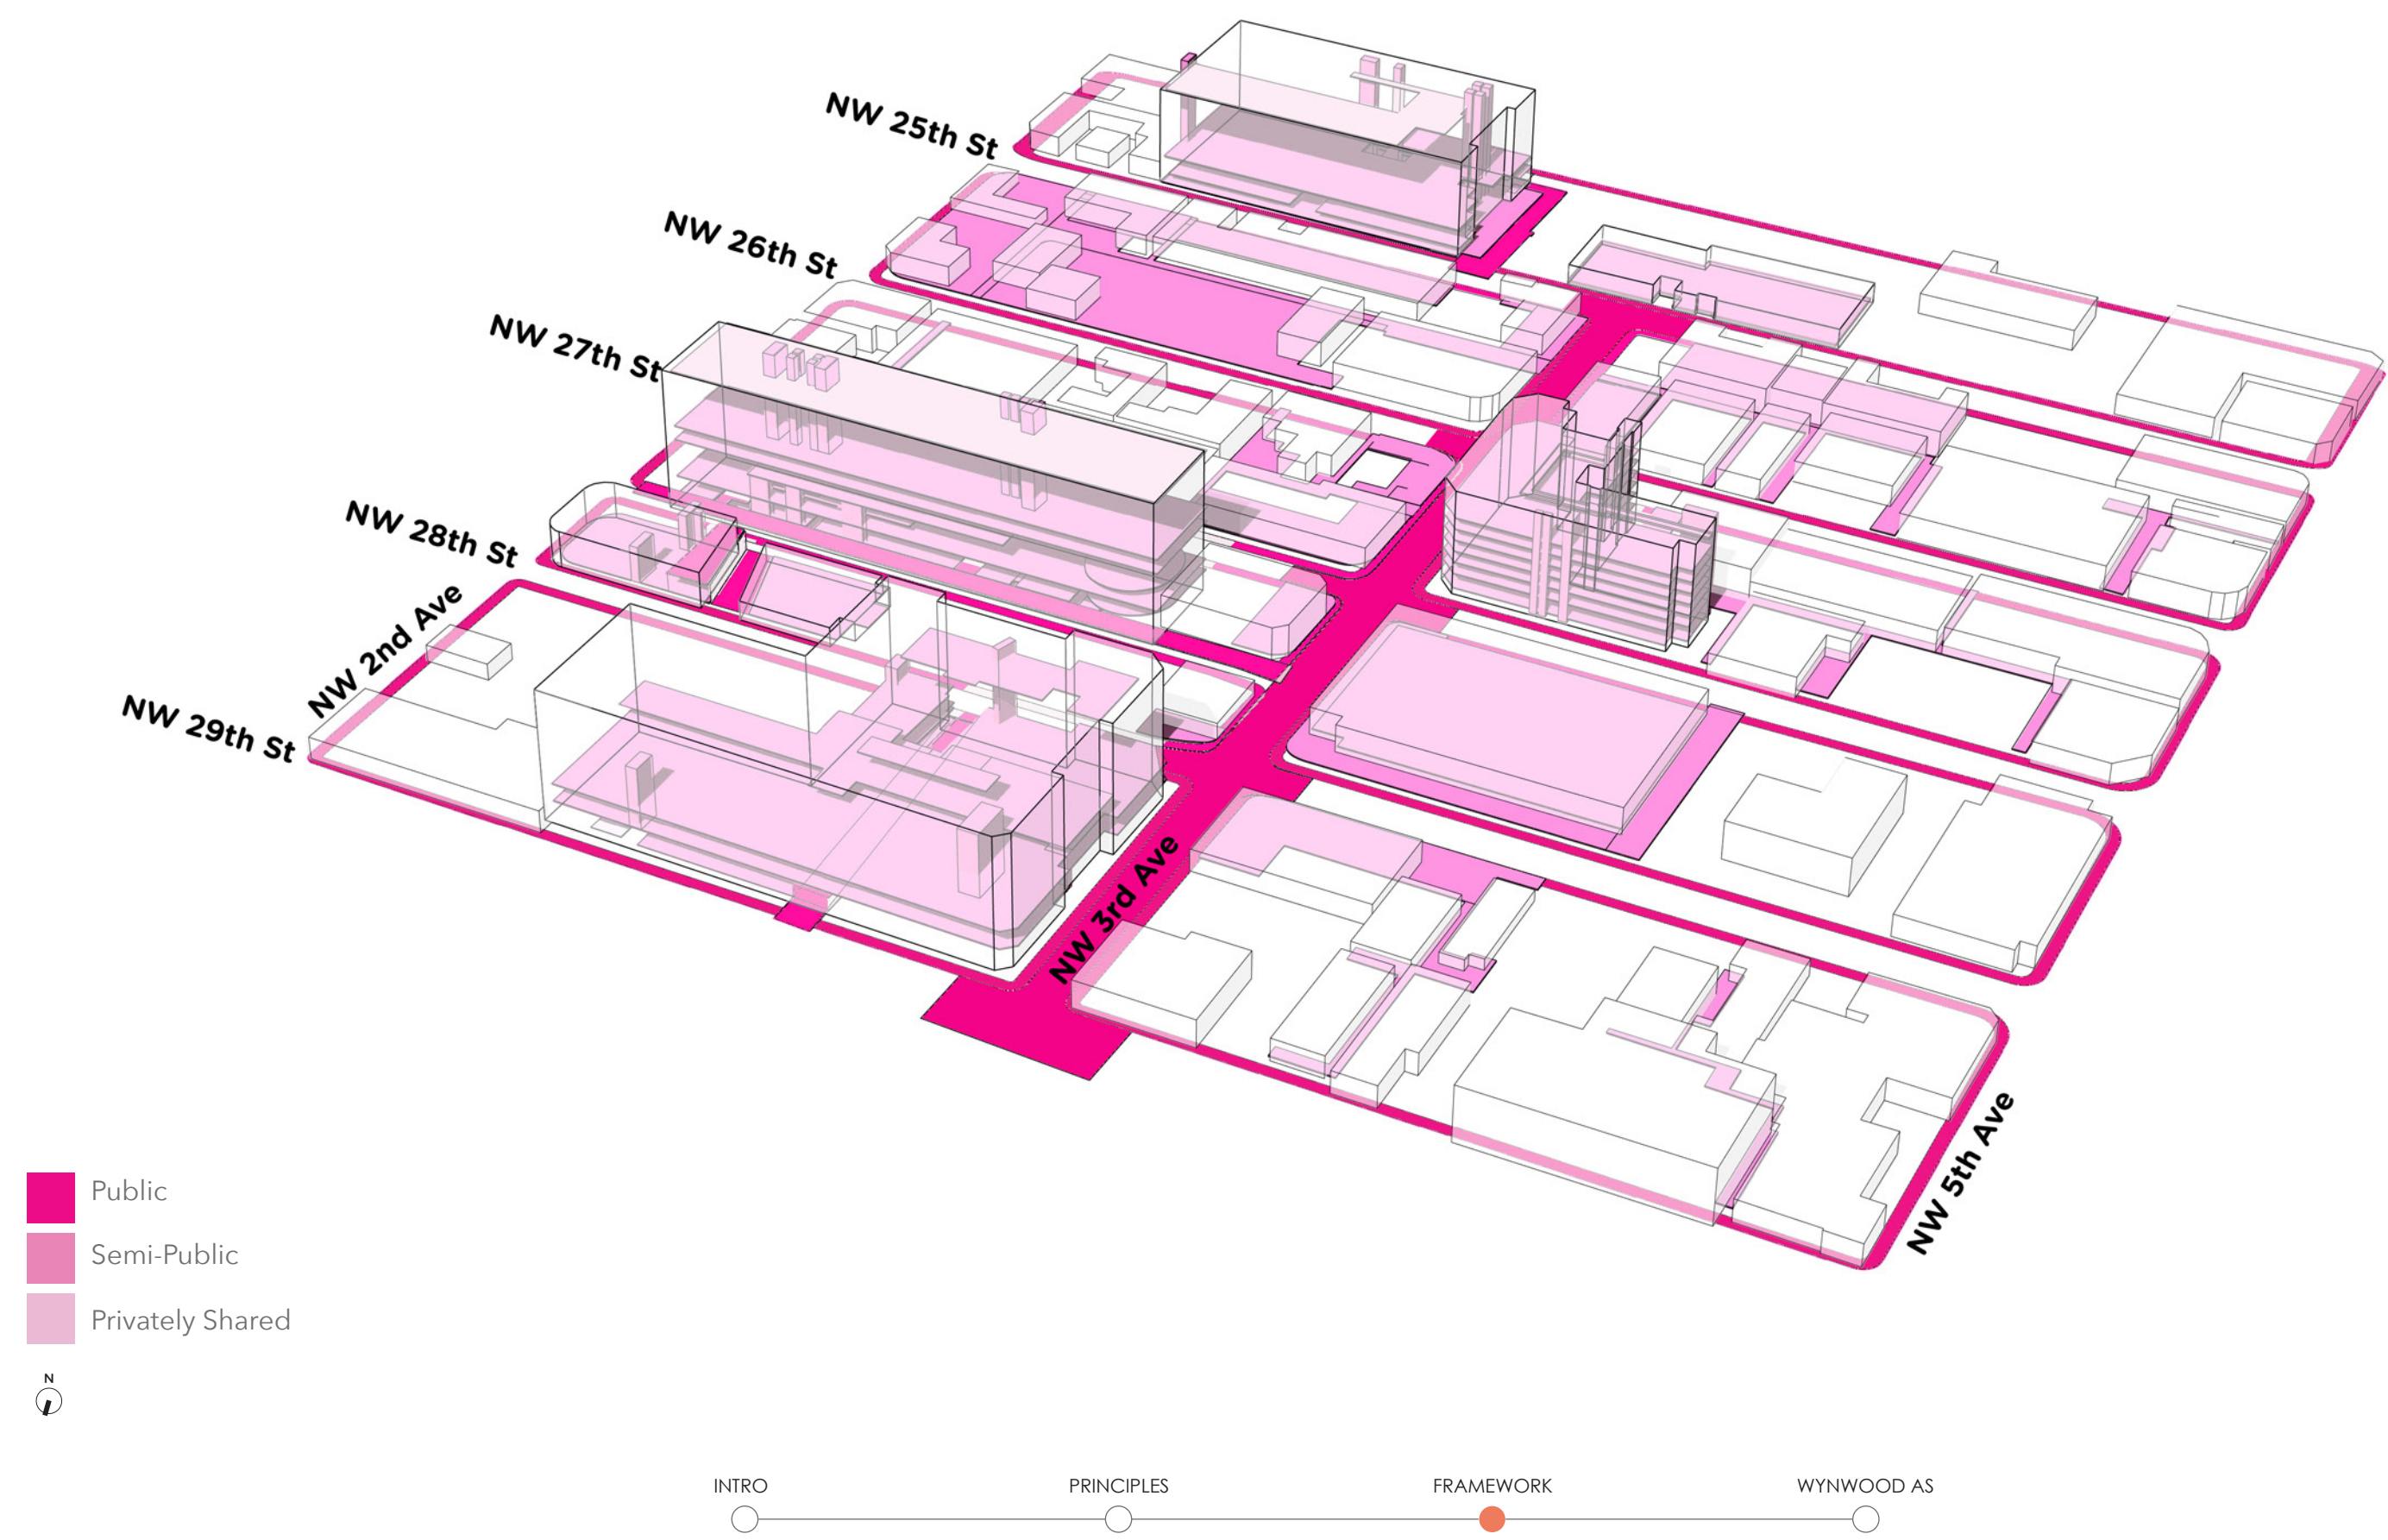 NW 25th St
NW 26th St
NW 27th St
NW 28th St
NW 2nd Ave
NW 29th St
NW 3rd Ave
NW 5th Ave
Public
Semi-Public
Privately Shared
N
INTRO
PRINCIPLES
FRAMEWORK
WYNWOOD AS